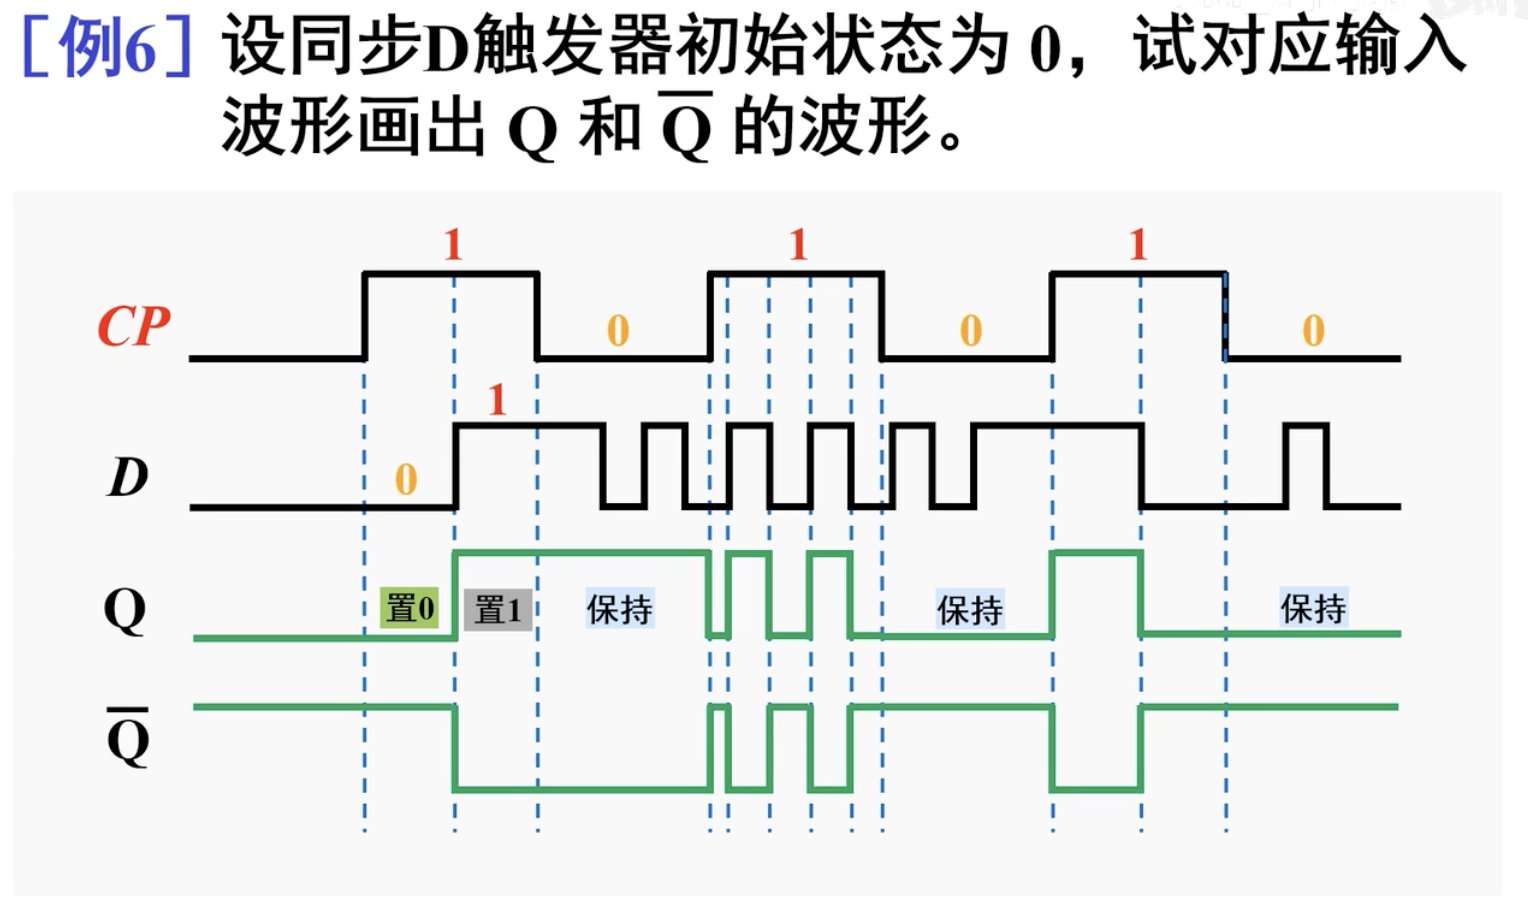 ［例6］设同步D触发器初始状态为 0，试对应输入
波形画出 Q 和 Q̅ 的波形。
1 1 1
CP 0 0 0
1
D 0
Q 置0 置1 保持 保持 保持
Q̅